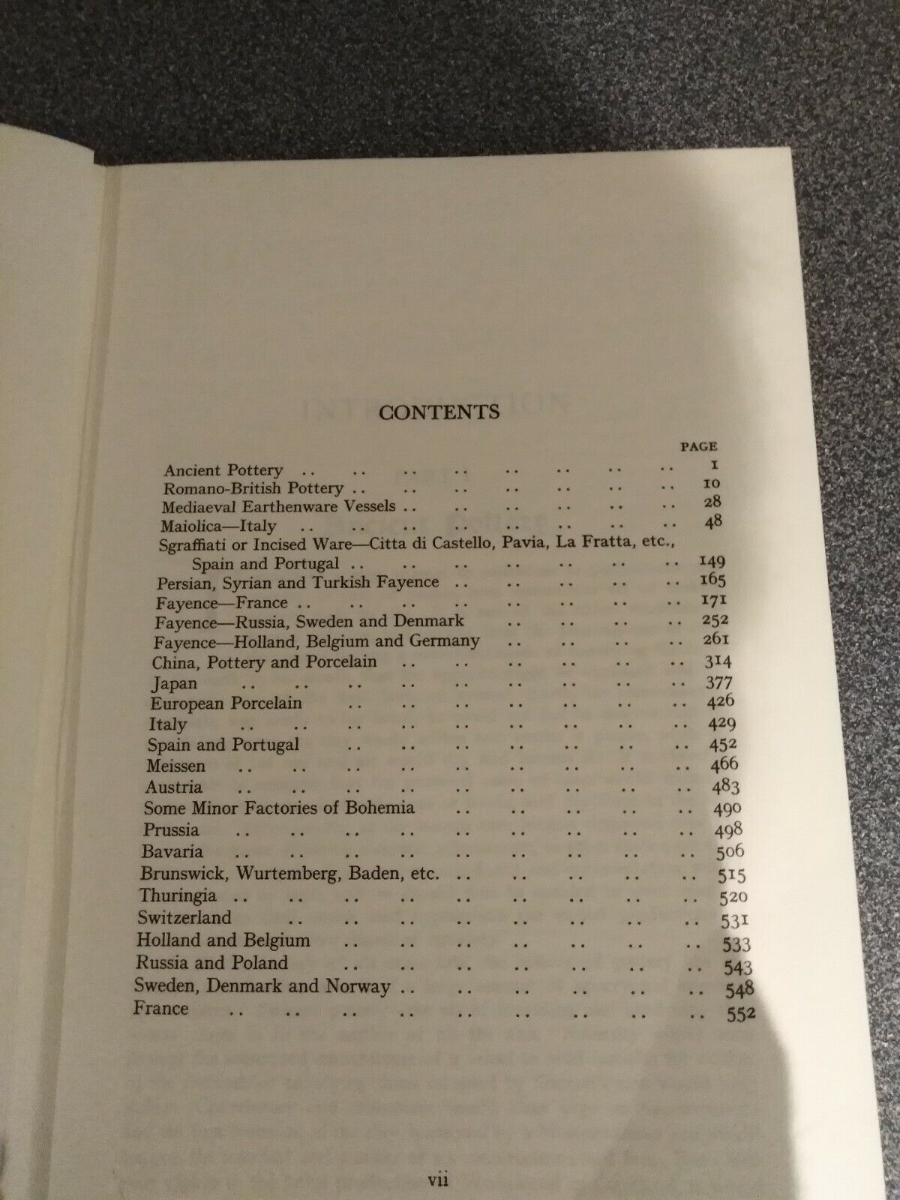 CONTENTS
PAGE
Ancient Pottery .. .. .. .. .. .. .. .. 1
Romano-British Pottery .. .. .. .. .. .. .. 10
Mediaeval Earthenware Vessels .. .. .. .. .. .. 28
Maiolica—Italy .. .. .. .. .. .. .. .. 48
Sgraffiati or Incised Ware—Citta di Castello, Pavia, La Fratta, etc.,
Spain and Portugal .. .. .. .. .. .. .. 149
Persian, Syrian and Turkish Fayence .. .. .. .. .. 165
Fayence—France .. .. .. .. .. .. .. .. 171
Fayence—Russia, Sweden and Denmark .. .. .. .. 252
Fayence—Holland, Belgium and Germany .. .. .. .. 261
China, Pottery and Porcelain .. .. .. .. .. .. 314
Japan .. .. .. .. .. .. .. .. .. 377
European Porcelain .. .. .. .. .. .. .. 426
Italy .. .. .. .. .. .. .. .. .. 429
Spain and Portugal .. .. .. .. .. .. .. 452
Meissen .. .. .. .. .. .. .. .. .. 466
Austria .. .. .. .. .. .. .. .. .. 483
Some Minor Factories of Bohemia .. .. .. .. .. 490
Prussia .. .. .. .. .. .. .. .. .. 498
Bavaria .. .. .. .. .. .. .. .. .. 506
Brunswick, Wurtemberg, Baden, etc. .. .. .. .. .. 515
Thuringia .. .. .. .. .. .. .. .. .. 520
Switzerland .. .. .. .. .. .. .. .. 531
Holland and Belgium .. .. .. .. .. .. .. 533
Russia and Poland .. .. .. .. .. .. .. 543
Sweden, Denmark and Norway .. .. .. .. .. .. 548
France .. .. .. .. .. .. .. .. .. 552
vii